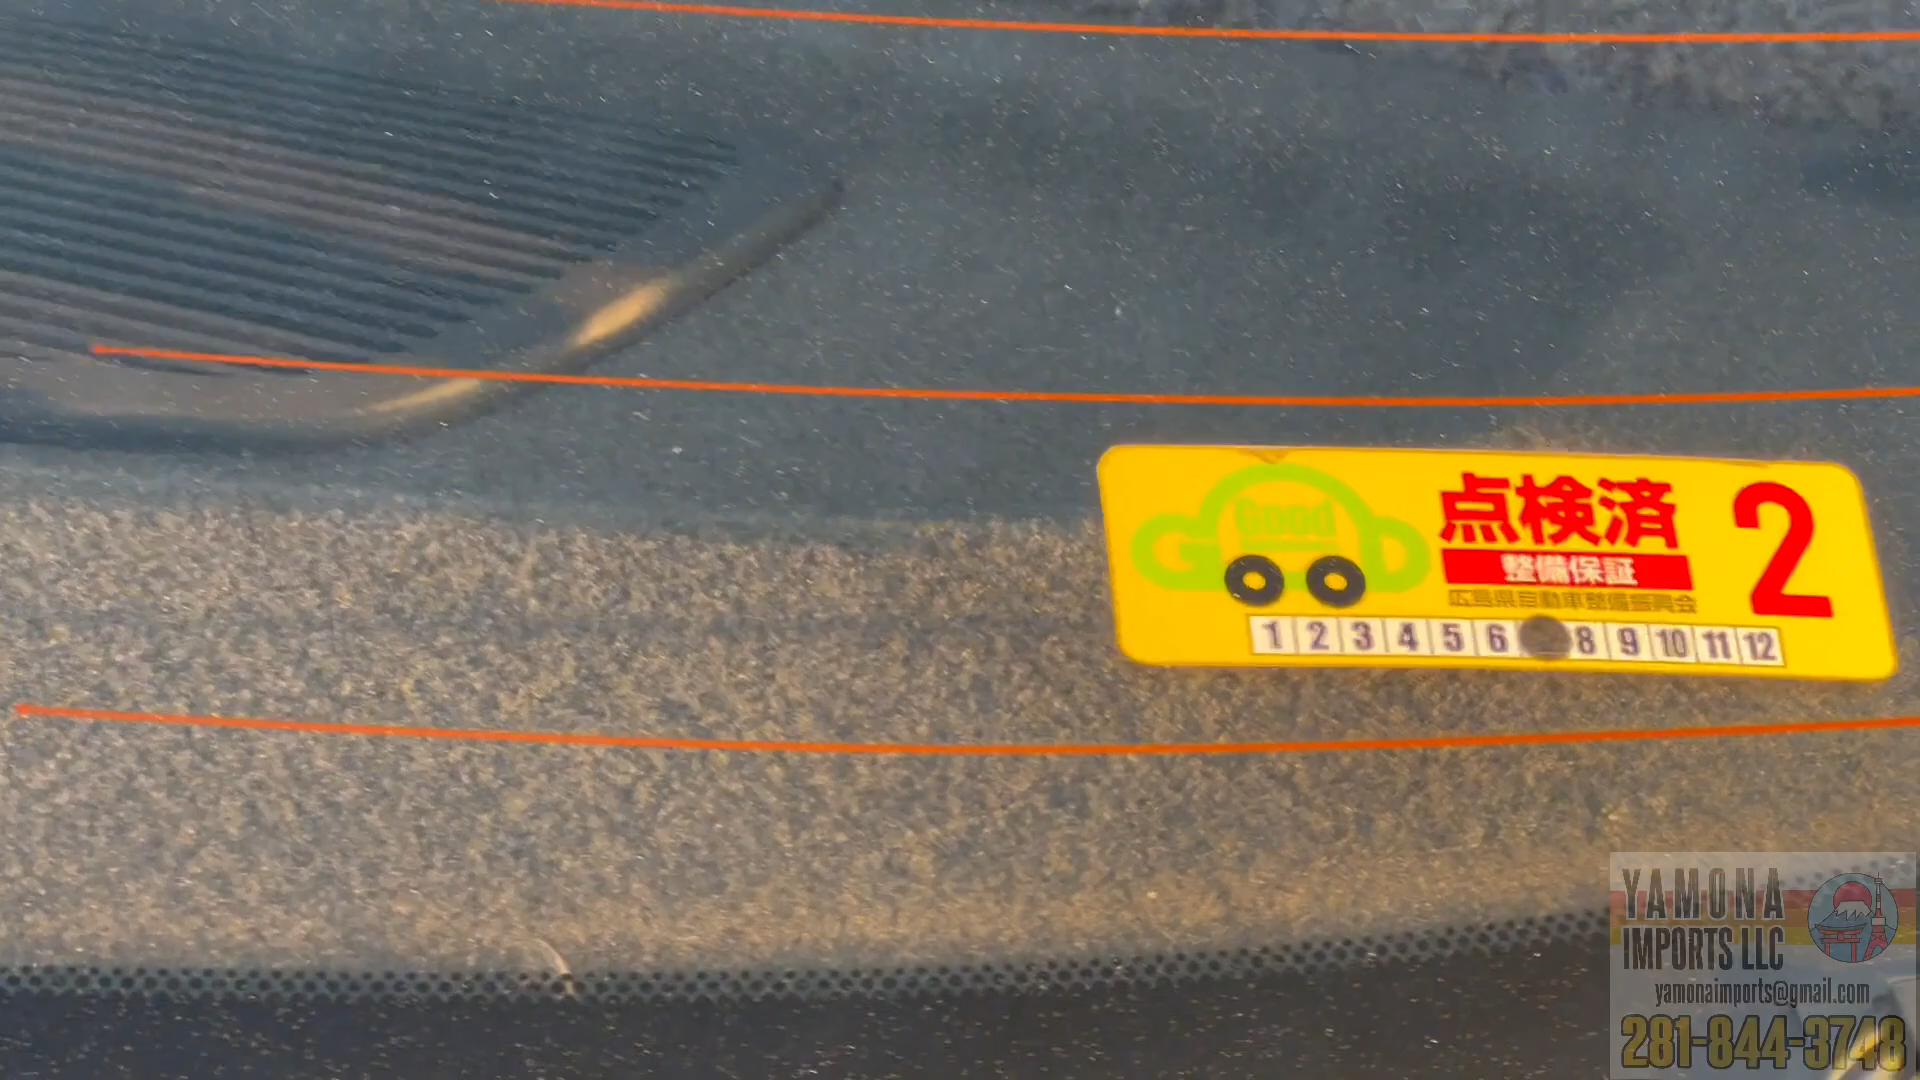 GooD
Good
点検済
2
整備保証
広島県自動車整備振興会
1 2 3 4 5 6 8 9 10 11 12
YAMONA
IMPORTS LLC
yamonaimports@gmail.com
281-844-3748